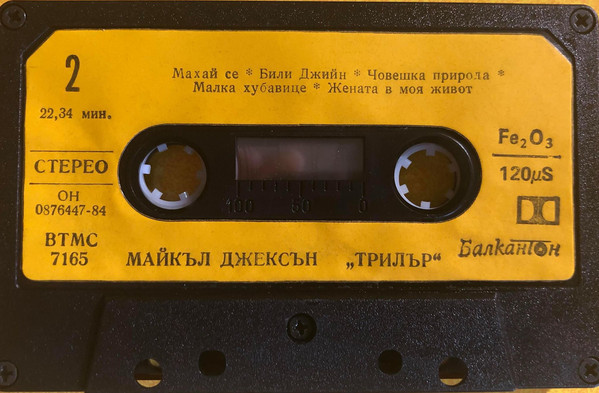 2
22,34 мин.
Махай се * Били Джийн * Човешка природа *
Малка хубавице * Жената в моя живот
СТЕРЕО
ОН
0876447-84
ВТМС
7165
100 50 0
Fe₂O₃
120µS
Балкантон
МАЙКЪЛ ДЖЕКСЪН „ТРИЛЪР“